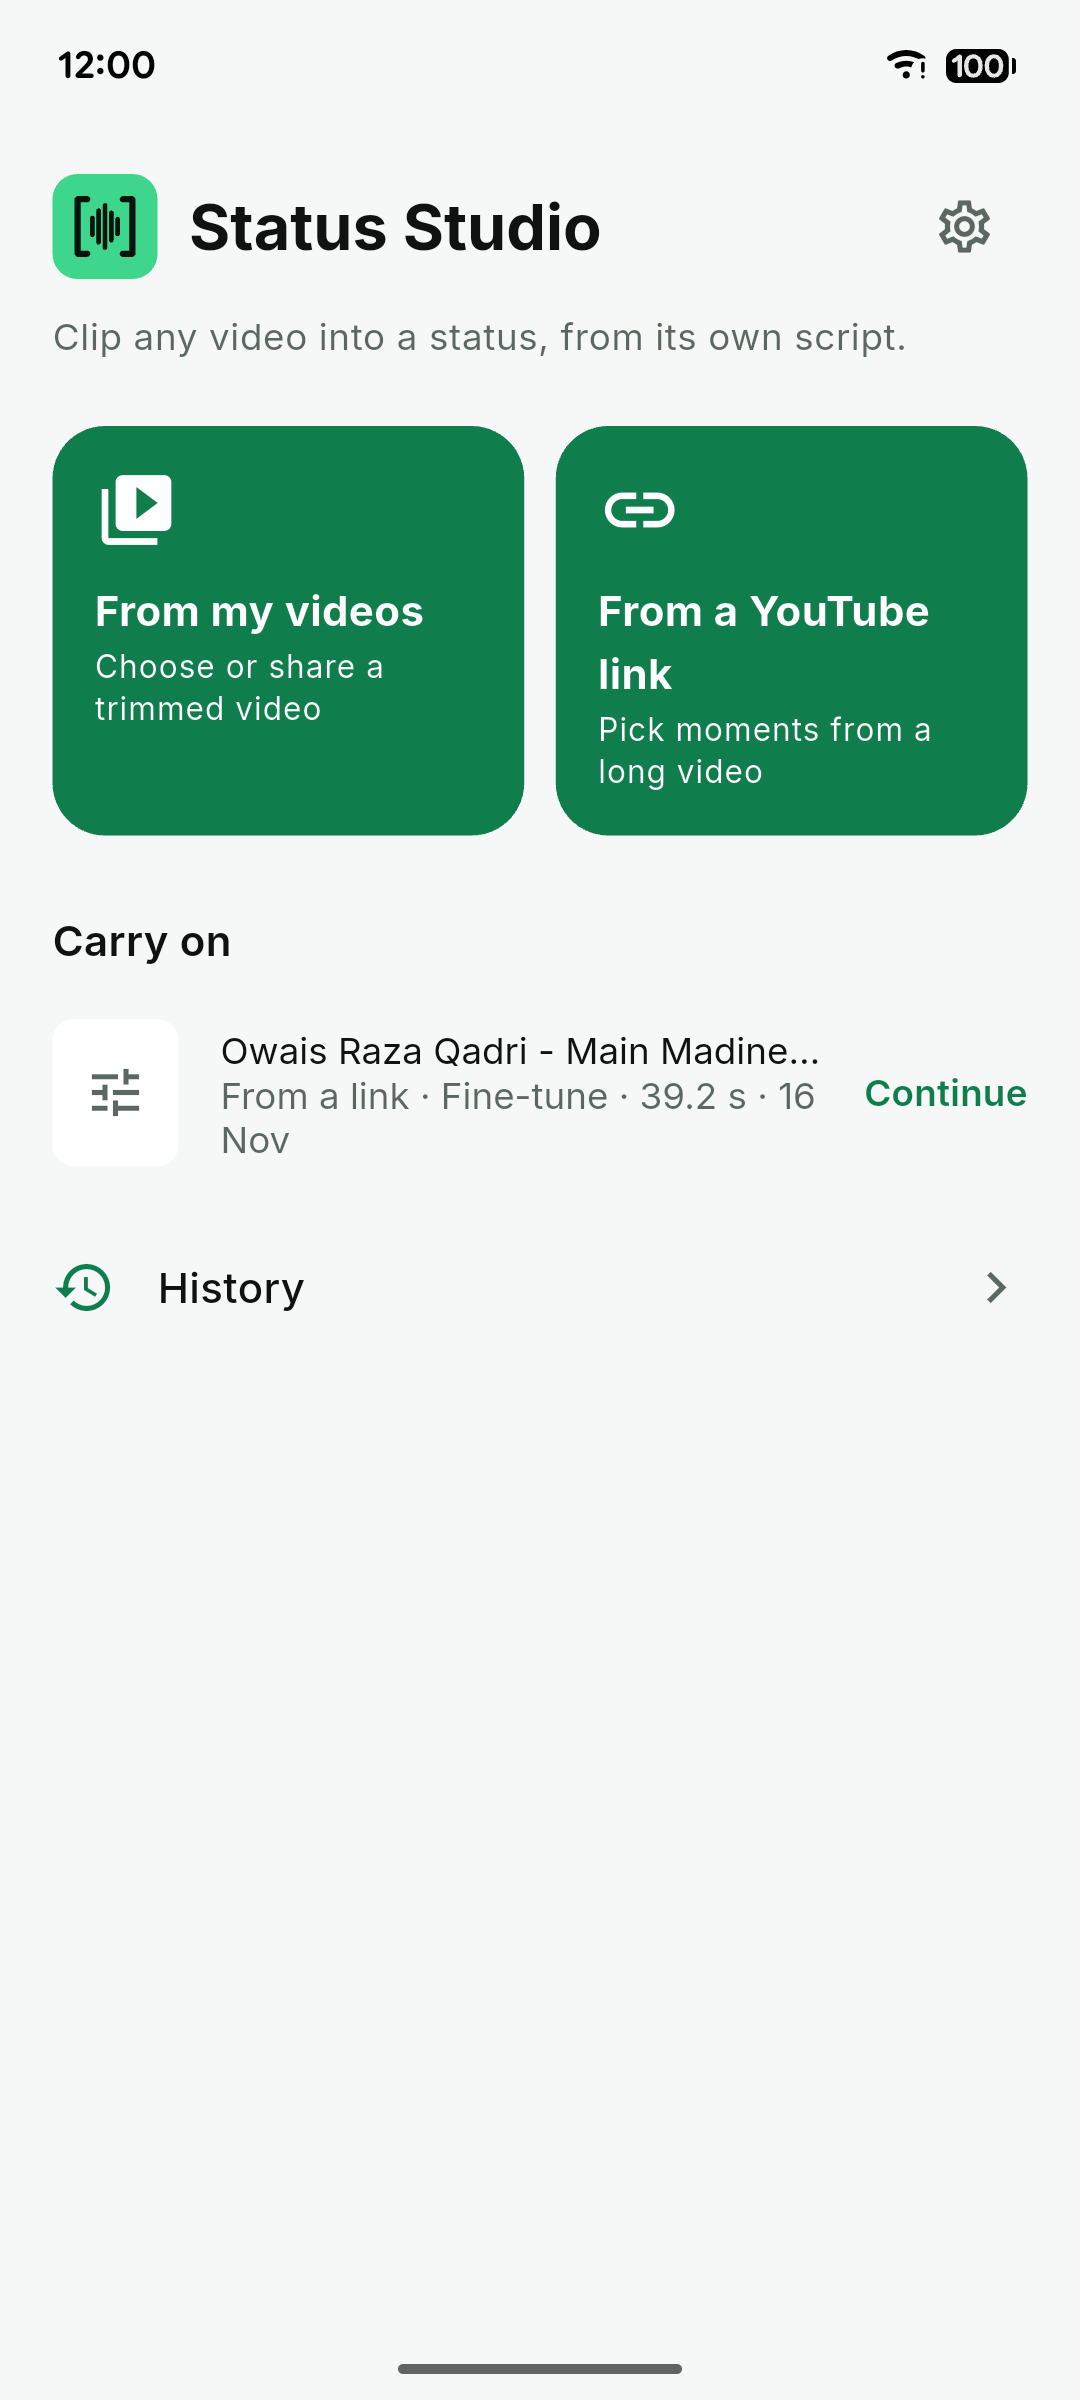 12:00
100
Status Studio
Clip any video into a status, from its own script.
From my videos
Choose or share a
trimmed video
From a YouTube
link
Pick moments from a
long video
Carry on
Owais Raza Qadri - Main Madine...
From a link · Fine-tune · 39.2 s · 16
Nov
Continue
History